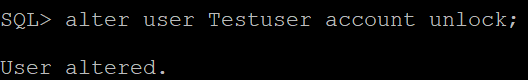 SQL> alter user Testuser account unlock;
User altered.